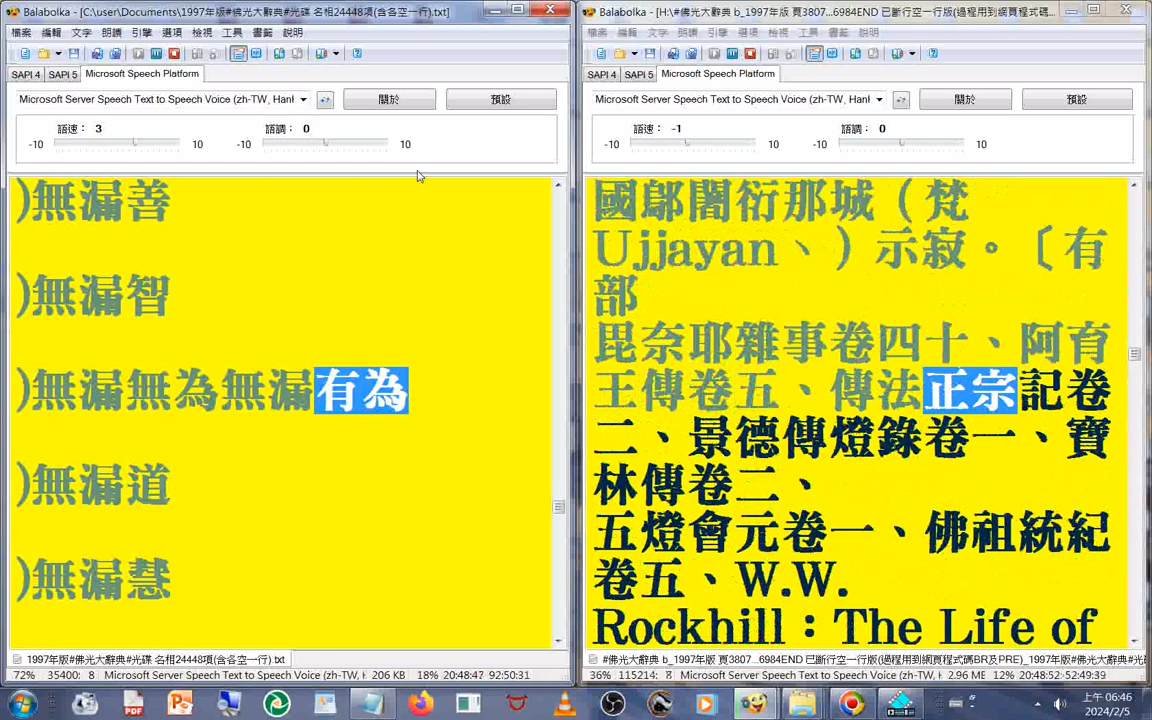 Balabolka - [C:\user\Documents\1997年版#佛光大辭典#光碟 名相24448項(含各空一行).txt]
檔案 編輯 文字 朗讀 引擎 選項 檢視 工具 書籤 說明
SAPI 4 SAPI 5 Microsoft Speech Platform
Microsoft Server Speech Text to Speech Voice (zh-TW, Hanl
關於 預設
語速： 3 語調： 0
-10 10 -10 10
)無漏善
)無漏智
)無漏無為無漏有為
)無漏道
)無漏慧
1997年版#佛光大辭典#光碟 名相24448項(含各空一行).txt
72% 35400: 8 Microsoft Server Speech Text to Speech Voice (zh-TW, H 206 KB 18% 20:48:47 92:50:31
Balabolka - [H:\#佛光大辭典 b_1997年版 頁3807...6984END 已斷行空一行版(過程用到網頁程式碼...
檔案 編輯 文字 朗讀 引擎 選項 檢視 工具 書籤 說明
SAPI 4 SAPI 5 Microsoft Speech Platform
Microsoft Server Speech Text to Speech Voice (zh-TW, Hanl
關於 預設
語速： -1 語調： 0
-10 10 -10 10
國鄔闍衍那城（梵
Ujjayan、）示寂。〔有
部
毘奈耶雜事卷四十、阿育
王傳卷五、傳法正宗記卷
二、景德傳燈錄卷一、寶
林傳卷二、
五燈會元卷一、佛祖統紀
卷五、W.W.
Rockhill：The Life of
#佛光大辭典 b_1997年版 頁3807...6984END 已斷行空一行版(過程用到網頁程式碼BR及PRE)_1997年版#佛光
36% 115214: 8 Microsoft Server Speech Text to Speech Voice (zh-TW, H 2.96 MB 12% 20:49:52-52:49:39
PDF
上午 06:46
2024/2/5